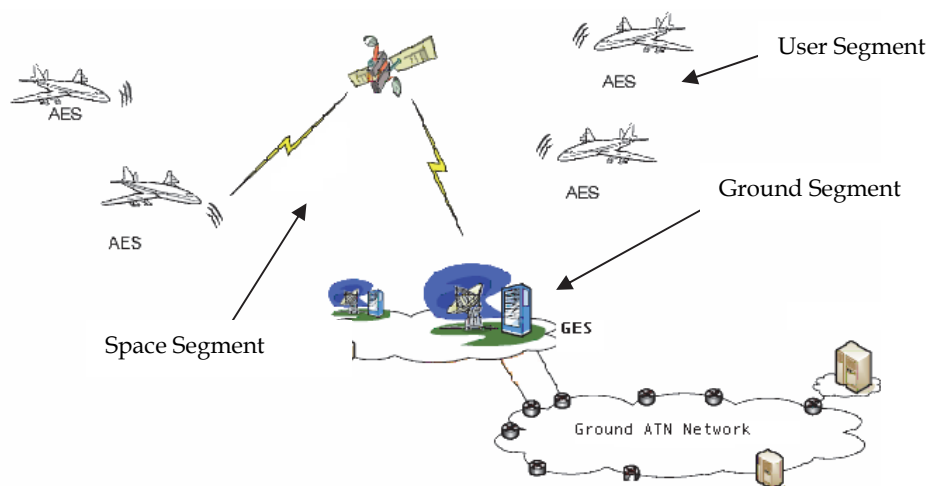 User Segment
AES
AES
AES
AES
Ground Segment
GES
Space Segment
Ground ATN Network